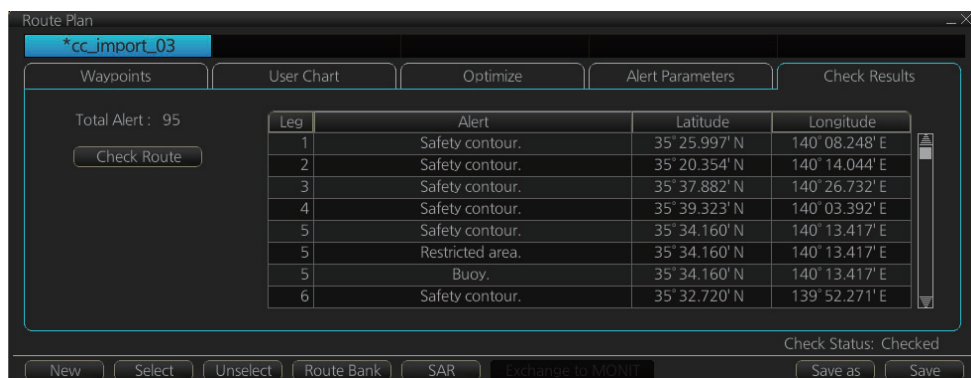 Route Plan
*cc_import_03
Waypoints User Chart Optimize Alert Parameters Check Results
Total Alert : 95
Check Route
Leg Alert Latitude Longitude
1 Safety contour. 35°25.997' N 140°08.248' E
2 Safety contour. 35°20.354' N 140°14.044' E
3 Safety contour. 35°37.882' N 140°26.732' E
4 Safety contour. 35°39.323' N 140°03.392' E
5 Safety contour. 35°34.160' N 140°13.417' E
5 Restricted area. 35°34.160' N 140°13.417' E
5 Buoy. 35°34.160' N 140°13.417' E
6 Safety contour. 35°32.720' N 139°52.271' E
Check Status: Checked
New Select Unselect Route Bank SAR Exchange to MONIT Save as Save